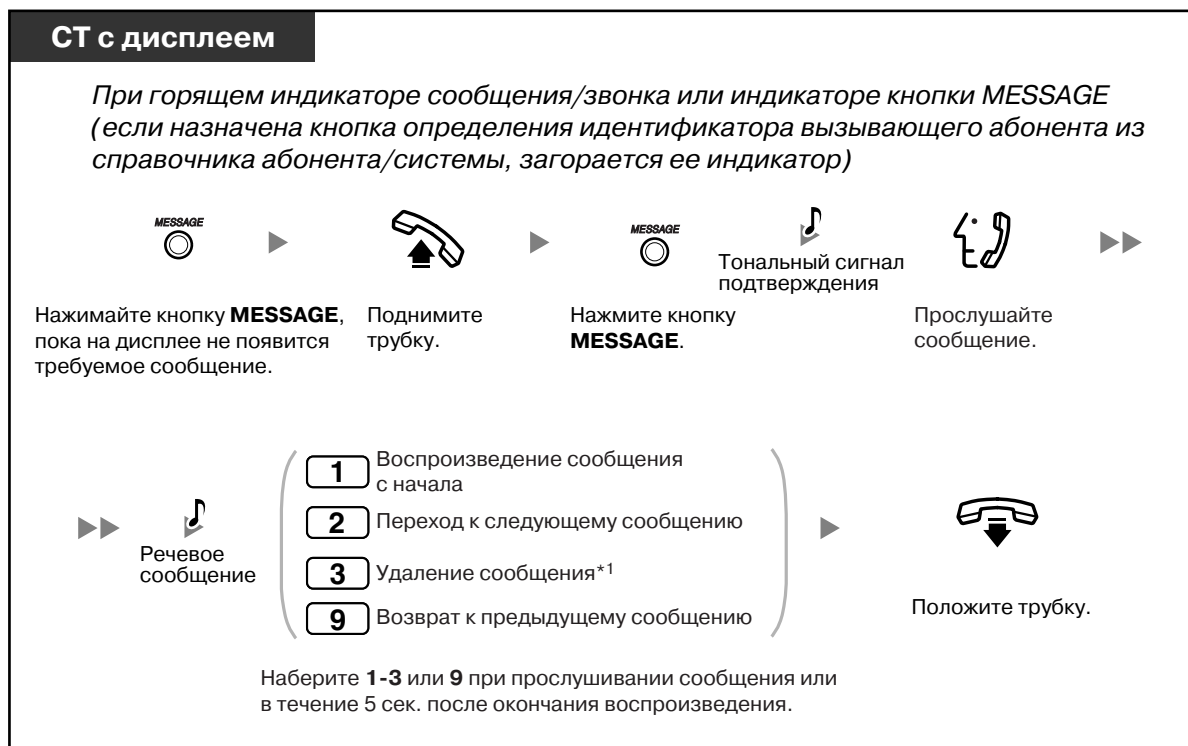 СТ с дисплеем
При горящем индикаторе сообщения/звонка или индикаторе кнопки MESSAGE
(если назначена кнопка определения идентификатора вызывающего абонента из
справочника абонента/системы, загорается ее индикатор)
MESSAGE
MESSAGE
Тональный сигнал
подтверждения
Нажимайте кнопку MESSAGE,
пока на дисплее не появится
требуемое сообщение.
Поднимите
трубку.
Нажмите кнопку
MESSAGE.
Прослушайте
сообщение.
Речевое
сообщение
1 Воспроизведение сообщения
с начала
2 Переход к следующему сообщению
3 Удаление сообщения*1
9 Возврат к предыдущему сообщению
Положите трубку.
Наберите 1-3 или 9 при прослушивании сообщения или
в течение 5 сек. после окончания воспроизведения.